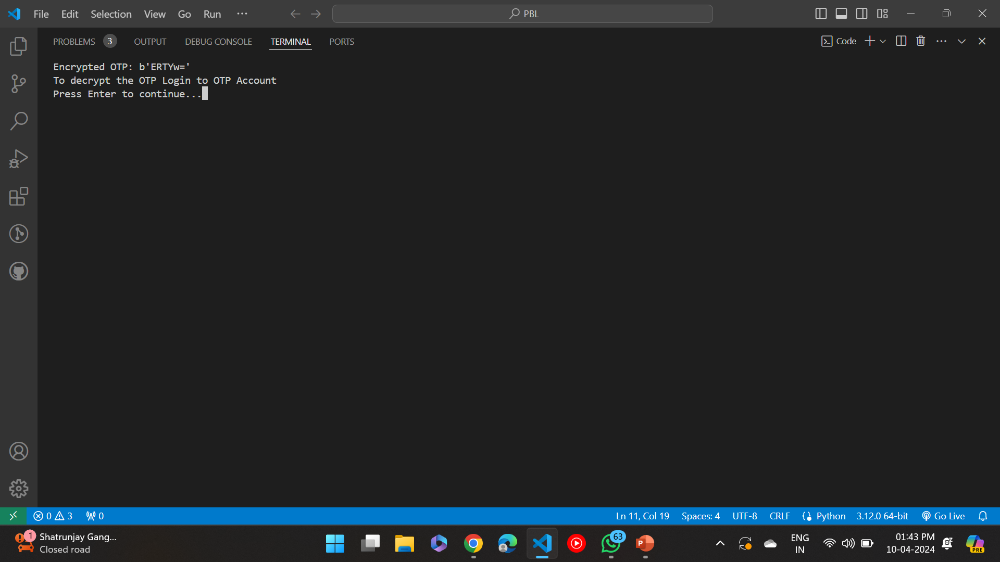 File Edit Selection View Go Run ··· PBL
PROBLEMS 3 OUTPUT DEBUG CONSOLE TERMINAL PORTS Code
Encrypted OTP: b'ERTYw='
To decrypt the OTP Login to OTP Account
Press Enter to continue...
0 3 0 Ln 11, Col 19 Spaces: 4 UTF-8 CRLF Python 3.12.0 64-bit Go Live
1 Shatrunjay Gang...
Closed road
63
P
ENG
IN
01:43 PM
10-04-2024
PRE